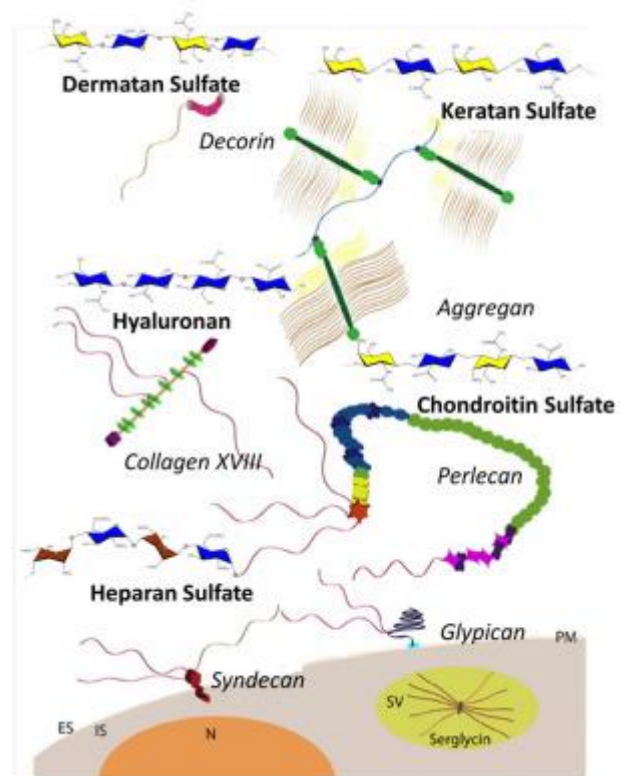 Dermatan Sulfate
Keratan Sulfate
Decorin
Aggregan
Hyaluronan
Chondroitin Sulfate
Collagen XVIII
Perlecan
Heparan Sulfate
Glypican
PM
Syndecan
SV
ES
IS
N
Serglycin